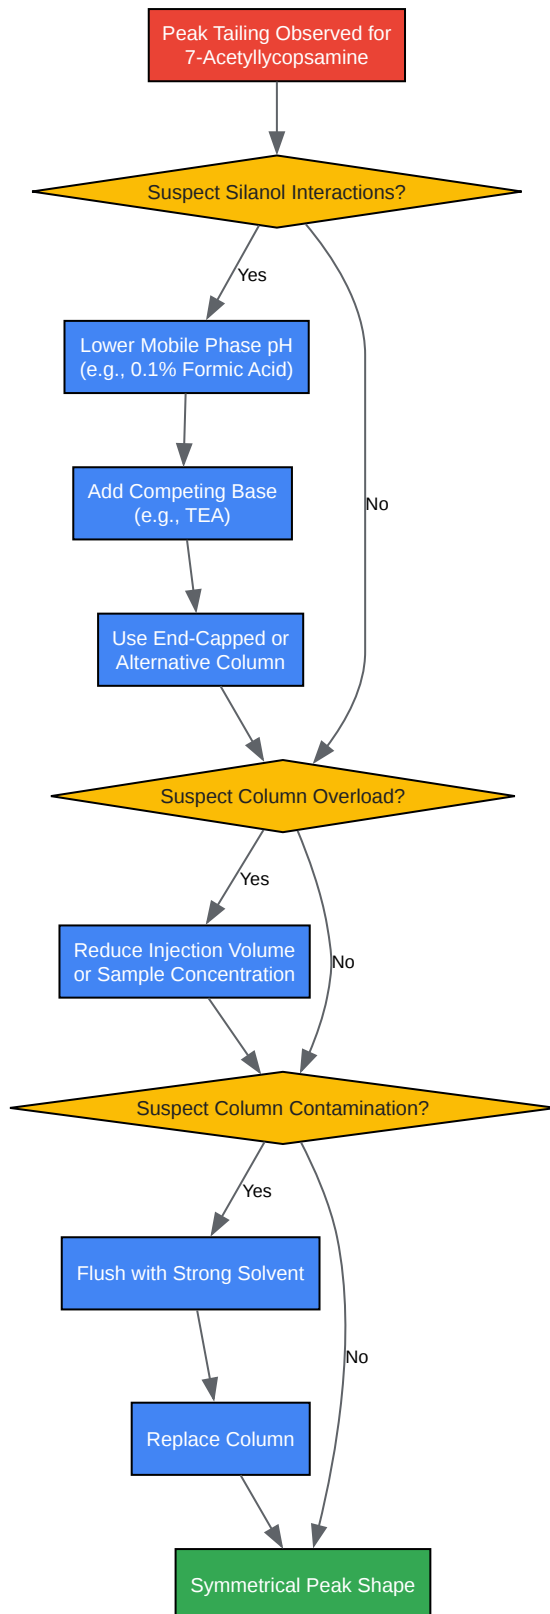 Peak Tailing Observed for
7-Acetyllycopsamine
Suspect Silanol Interactions?
Yes
Lower Mobile Phase pH
(e.g., 0.1% Formic Acid)
Add Competing Base
(e.g., TEA)
No
Use End-Capped or
Alternative Column
Suspect Column Overload?
Yes
Reduce Injection Volume
or Sample Concentration
No
Suspect Column Contamination?
Yes
Flush with Strong Solvent
No
Replace Column
Symmetrical Peak Shape